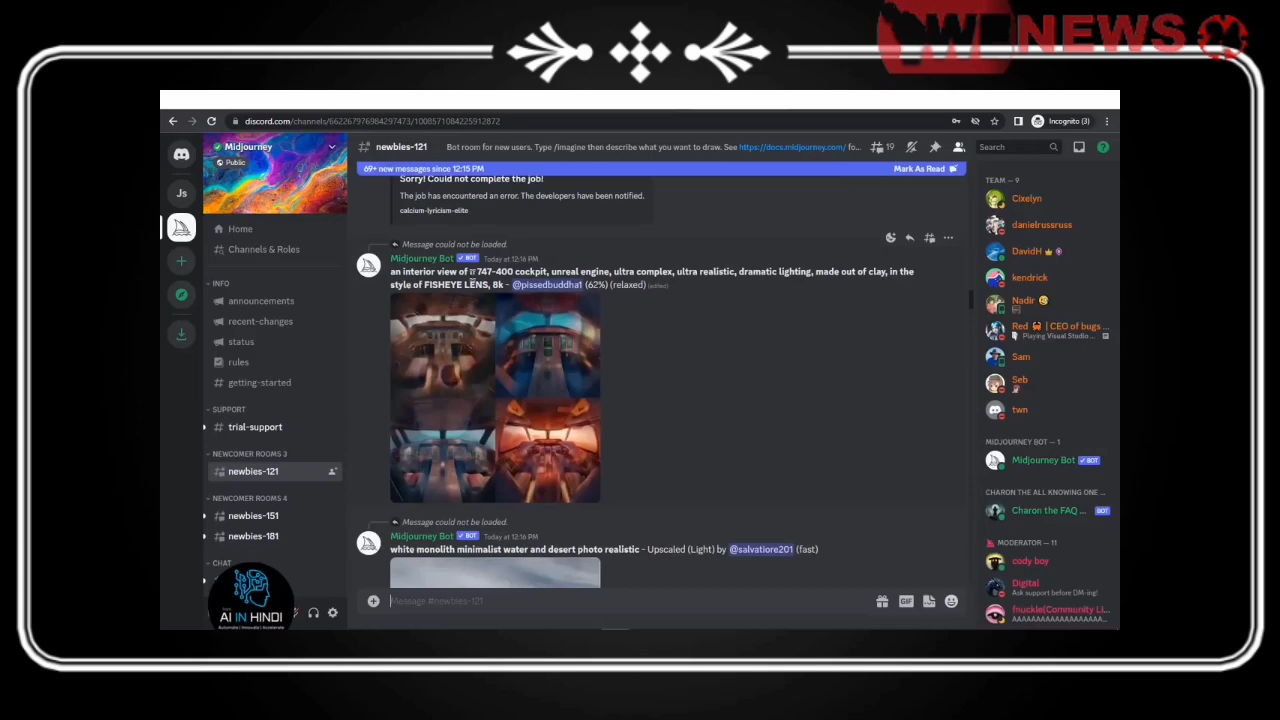 NEWS
discord.com/channels/662267976984297473/1008571084225912872
Incognito (3)
Midjourney
Public
newbies-121
Bot room for new users. Type /imagine then describe what you want to draw. See https://docs.midjourney.com/ fo...
19
Search
69+ new messages since 12:15 PM
Mark As Read
Js
Home
Channels & Roles
INFO
announcements
recent-changes
status
rules
getting-started
SUPPORT
trial-support
NEWCOMER ROOMS 3
newbies-121
NEWCOMER ROOMS 4
newbies-151
newbies-181
CHAT
AI IN HINDI
Automate | Innovate | Accelerate
Sorry! Could not complete the job!
The job has encountered an error. The developers have been notified.
calcium-lyricism-elite
Message could not be loaded.
Midjourney Bot ✓ BOT Today at 12:16 PM
an interior view of 747-400 cockpit, unreal engine, ultra complex, ultra realistic, dramatic lighting, made out of clay, in the
style of FISHEYE LENS, 8k - @pissedbuddha1 (62%) (relaxed) (edited)
Message could not be loaded.
Midjourney Bot ✓ BOT Today at 12:16 PM
white monolith minimalist water and desert photo realistic - Upscaled (Light) by @salvatiore201 (fast)
Message #newbies-121
GIF
TEAM — 9
Cixelyn
danielrussruss
DavidH
kendrick
Nadir
Red | CEO of bugs ...
Playing Visual Studio ...
Sam
Seb
twn
MIDJOURNEY BOT — 1
Midjourney Bot ✓ BOT
CHARON THE ALL KNOWING ONE ...
Charon the FAQ ... BOT
MODERATOR — 11
cody boy
Digital
Ask support before DM-ing!
fnuckle(Community Li...
AAAAAAAAAAAAAAAAAAA...